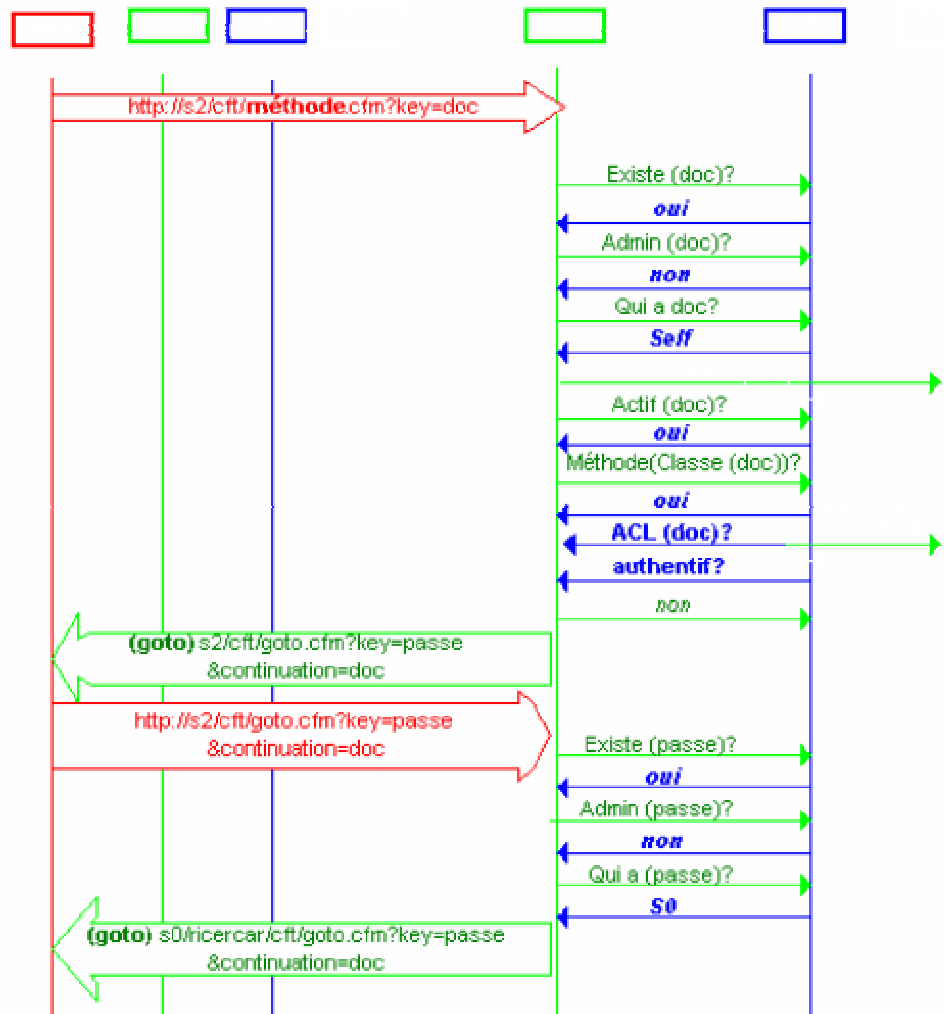 http://s2/cft/méthode.cfm?key=doc
Existe (doc)?
oui
Admin (doc)?
non
Qui a doc?
Self
Actif (doc)?
oui
Méthode(Classe (doc))?
oui
ACL (doc)?
authentif?
non
(goto) s2/cft/goto.cfm?key=passe
&continuation=doc
http://s2/cft/goto.cfm?key=passe
&continuation=doc
Existe (passe)?
oui
Admin (passe)?
non
Qui a (passe)?
S0
(goto) s0/ricercar/cft/goto.cfm?key=passe
&continuation=doc